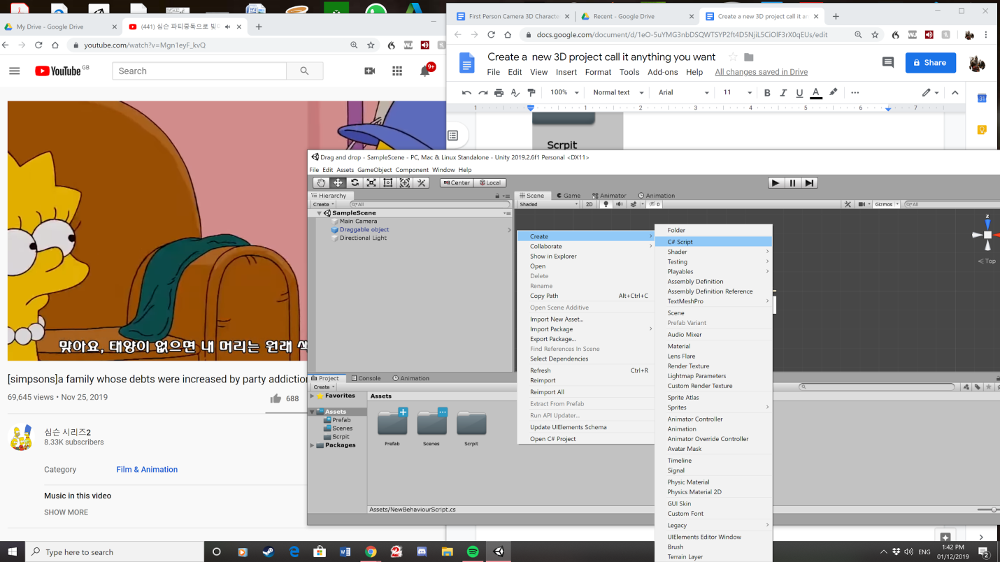 My Drive - Google Drive
(441) 심슨 파티중독으로 빚이
youtube.com/watch?v=Mgn1eyF_kvQ
YouTube GB
Search
9+
맞아요, 태양이 없으면 내 머리는 원래
[simpsons]a family whose debts were increased by party addiction
69,645 views • Nov 25, 2019
688
심슨 시리즈2
8.33K subscribers
Category
Film & Animation
Music in this video
SHOW MORE
First Person Camera 3D Characte
Recent - Google Drive
Create a new 3D project call it an
docs.google.com/document/d/1eO-5uYMG3nbDSQWTSYP2ft4D5NjiLSCiOlF3rX0qEUs/edit
Create a new 3D project call it anything you want
File Edit View Insert Format Tools Add-ons Help All changes saved in Drive
Share
100% Normal text Arial 11 B I U A
1 1 2 3 4 5 6 7
31
Scrpit
Drag and drop - SampleScene - PC, Mac & Linux Standalone - Unity 2019.2.6f1 Personal <DX11>
File Edit Assets GameObject Component Window Help
Center Local
Hierarchy
Create All
SampleScene
Main Camera
Draggable object
Directional Light
Scene Game Animator Animation
Shaded 2D 0 Gizmos All
z
Top
Create
Collaborate
Show in Explorer
Open
Delete
Rename
Copy Path Alt+Ctrl+C
Open Scene Additive
Import New Asset...
Import Package
Export Package...
Find References In Scene
Select Dependencies
Refresh Ctrl+R
Reimport
Reimport All
Extract From Prefab
Run API Updater...
Update UIElements Schema
Open C# Project
Folder
C# Script
Shader
Testing
Playables
Assembly Definition
Assembly Definition Reference
TextMeshPro
Scene
Prefab Variant
Audio Mixer
Material
Lens Flare
Render Texture
Lightmap Parameters
Custom Render Texture
Sprite Atlas
Sprites
Animator Controller
Animation
Animator Override Controller
Avatar Mask
Timeline
Signal
Physic Material
Physics Material 2D
GUI Skin
Custom Font
Legacy
UIElements Editor Window
Brush
Terrain Layer
Project Console Animation
Create
Favorites
Assets
Prefab
Scenes
Scrpit
Packages
Assets
Prefab
Scenes
Scrpit
Assets/NewBehaviourScript.cs
Type here to search
ENG
1:42 PM
01/12/2019
2